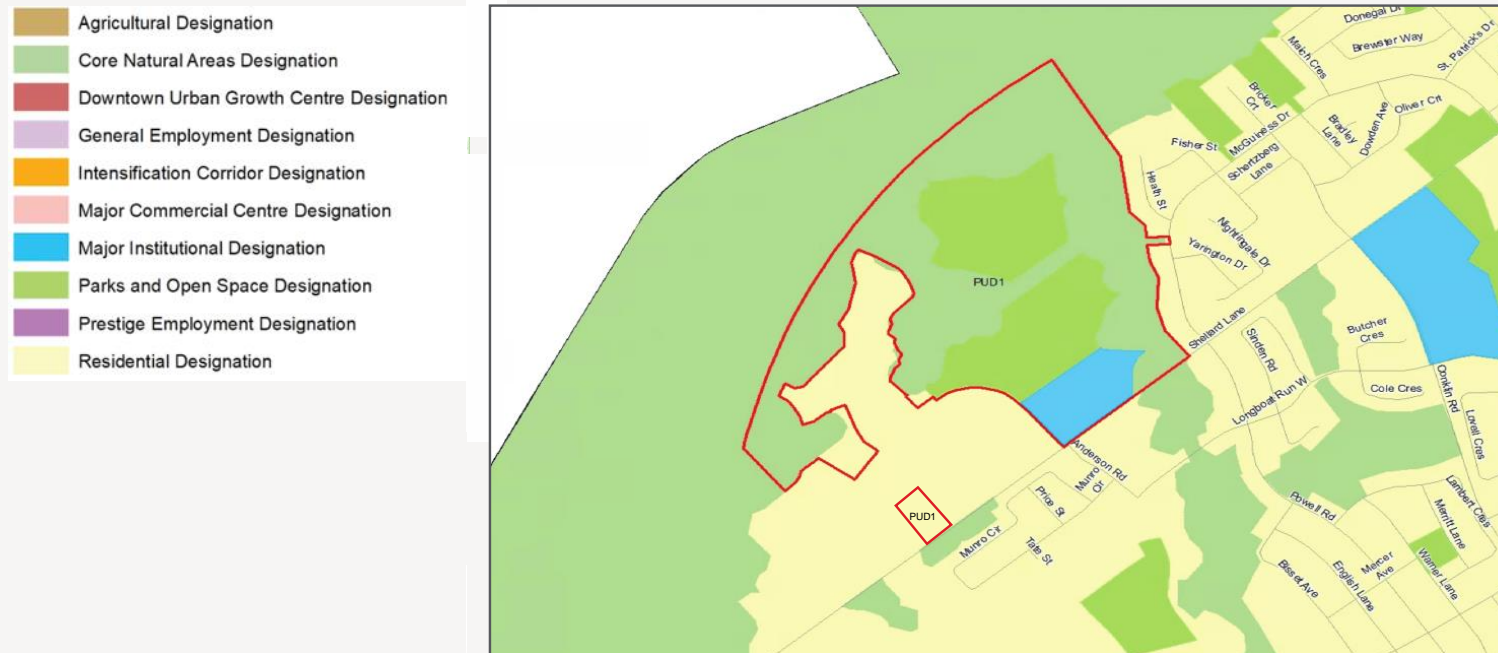 Agricultural Designation
Core Natural Areas Designation
Downtown Urban Growth Centre Designation
General Employment Designation
Intensification Corridor Designation
Major Commercial Centre Designation
Major Institutional Designation
Parks and Open Space Designation
Prestige Employment Designation
Residential Designation
Donegal Dr
Brewster Way
St. Patrick's Dr
Bricker
Crt
McGuiness Dr
Fisher St
Schertzberg
Lane
Bradley
Lane
Dowden Ave
Oliver Crt
Heath St
Nightingale Dr
Yarington Dr
PUD1
Shellard Lane
Sinden Rd
Butcher
Cres
Longboat Run W
Cole Cres
Conklin Rd
Lovell Cres
Anderson Rd
Munro
Cir
Price St
PUD1
Munro Cir
Tate St
Powell Rd
Lambert Cres
Merritt Lane
Mercer
Ave
Warner Lane
English Lane
Bisset Ave